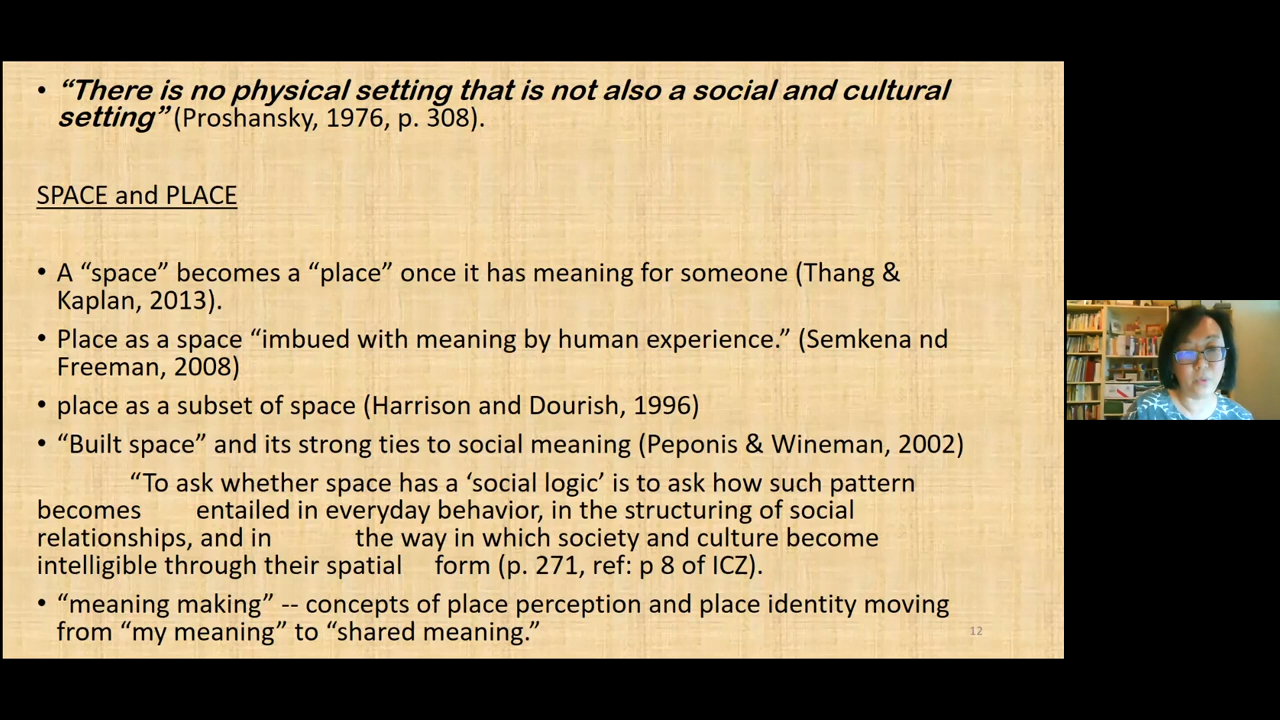 • “There is no physical setting that is not also a social and cultural
setting” (Proshansky, 1976, p. 308).
SPACE and PLACE
• A “space” becomes a “place” once it has meaning for someone (Thang &
Kaplan, 2013).
• Place as a space “imbued with meaning by human experience.” (Semkena nd
Freeman, 2008)
• place as a subset of space (Harrison and Dourish, 1996)
• “Built space” and its strong ties to social meaning (Peponis & Wineman, 2002)
“To ask whether space has a ‘social logic’ is to ask how such pattern
becomes entailed in everyday behavior, in the structuring of social
relationships, and in the way in which society and culture become
intelligible through their spatial form (p. 271, ref: p 8 of ICZ).
• “meaning making” -- concepts of place perception and place identity moving
from “my meaning” to “shared meaning.”
12